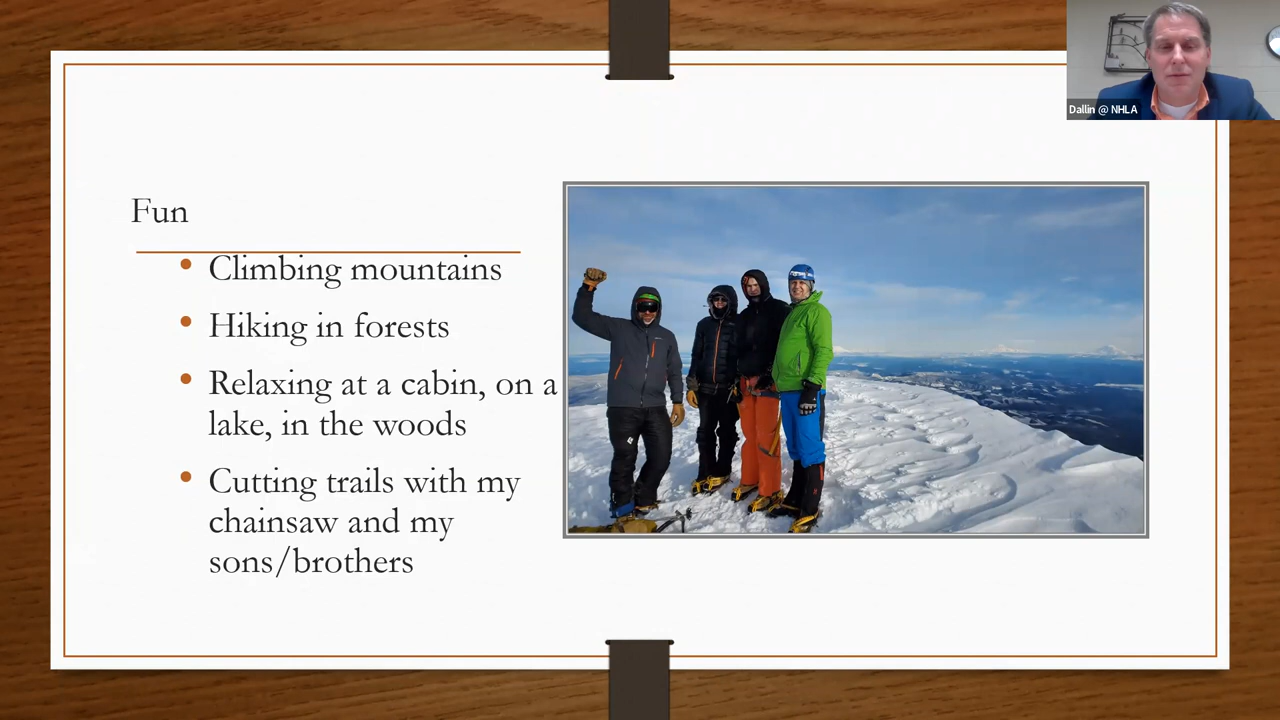 Dallin @ NHLA
Fun
• Climbing mountains
• Hiking in forests
• Relaxing at a cabin, on a
lake, in the woods
• Cutting trails with my
chainsaw and my
sons/brothers